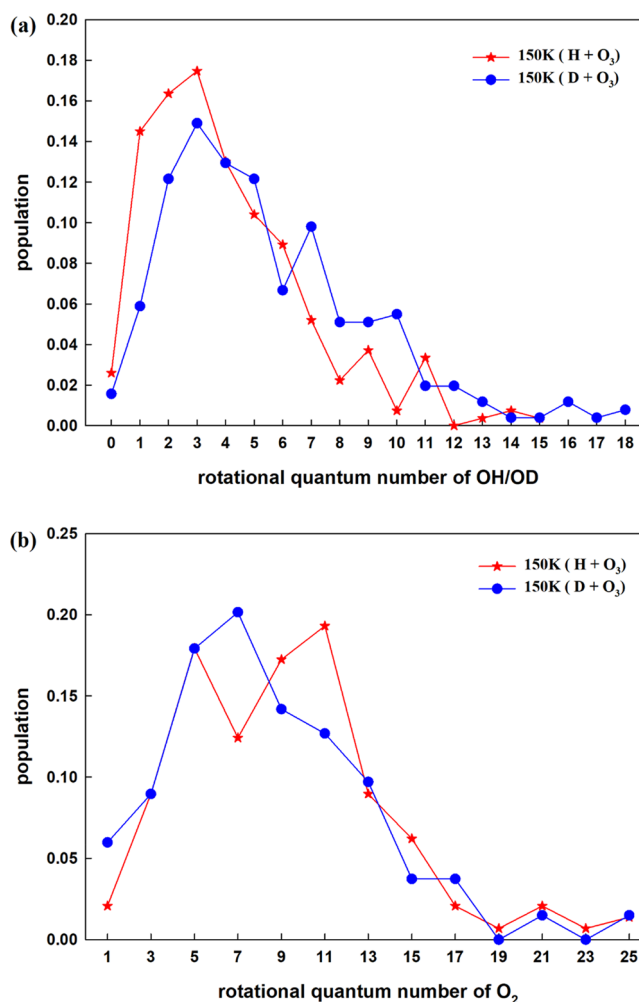 (a)
0.20
0.18
0.16
0.14
0.12
0.10
0.08
0.06
0.04
0.02
0.00
population
150K ( H + O3)
150K ( D + O3)
0 1 2 3 4 5 6 7 8 9 10 11 12 13 14 15 16 17 18
rotational quantum number of OH/OD
(b)
0.25
0.20
0.15
0.10
0.05
0.00
population
150K ( H + O3)
150K ( D + O3)
1 3 5 7 9 11 13 15 17 19 21 23 25
rotational quantum number of O2